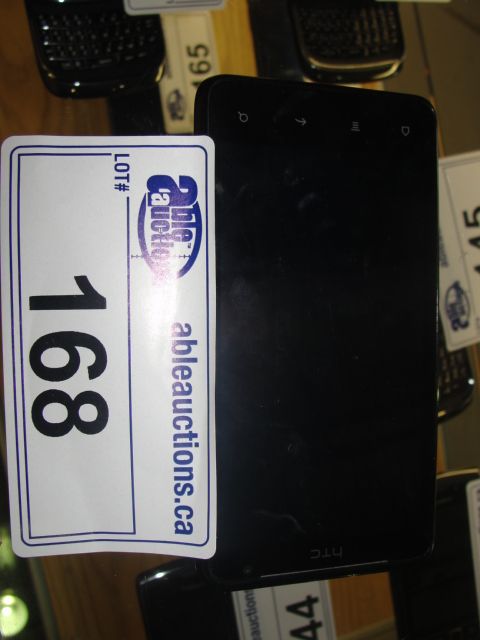 LOT#
168
able
auctions
ableauctions.ca
hTC
165
145
44